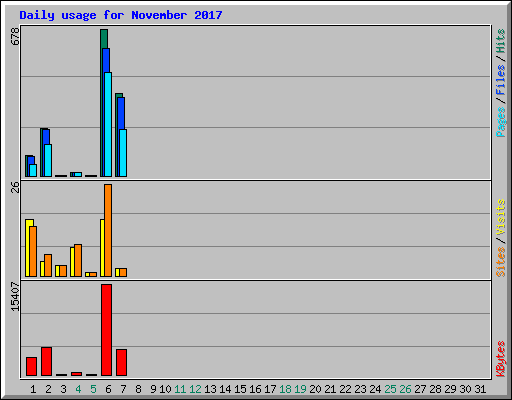 Daily usage for November 2017
678
26
15407
Pages/Files/Hits
Sites/Visits
KBytes
1 2 3 4 5 6 7 8 9 10 11 12 13 14 15 16 17 18 19 20 21 22 23 24 25 26 27 28 29 30 31